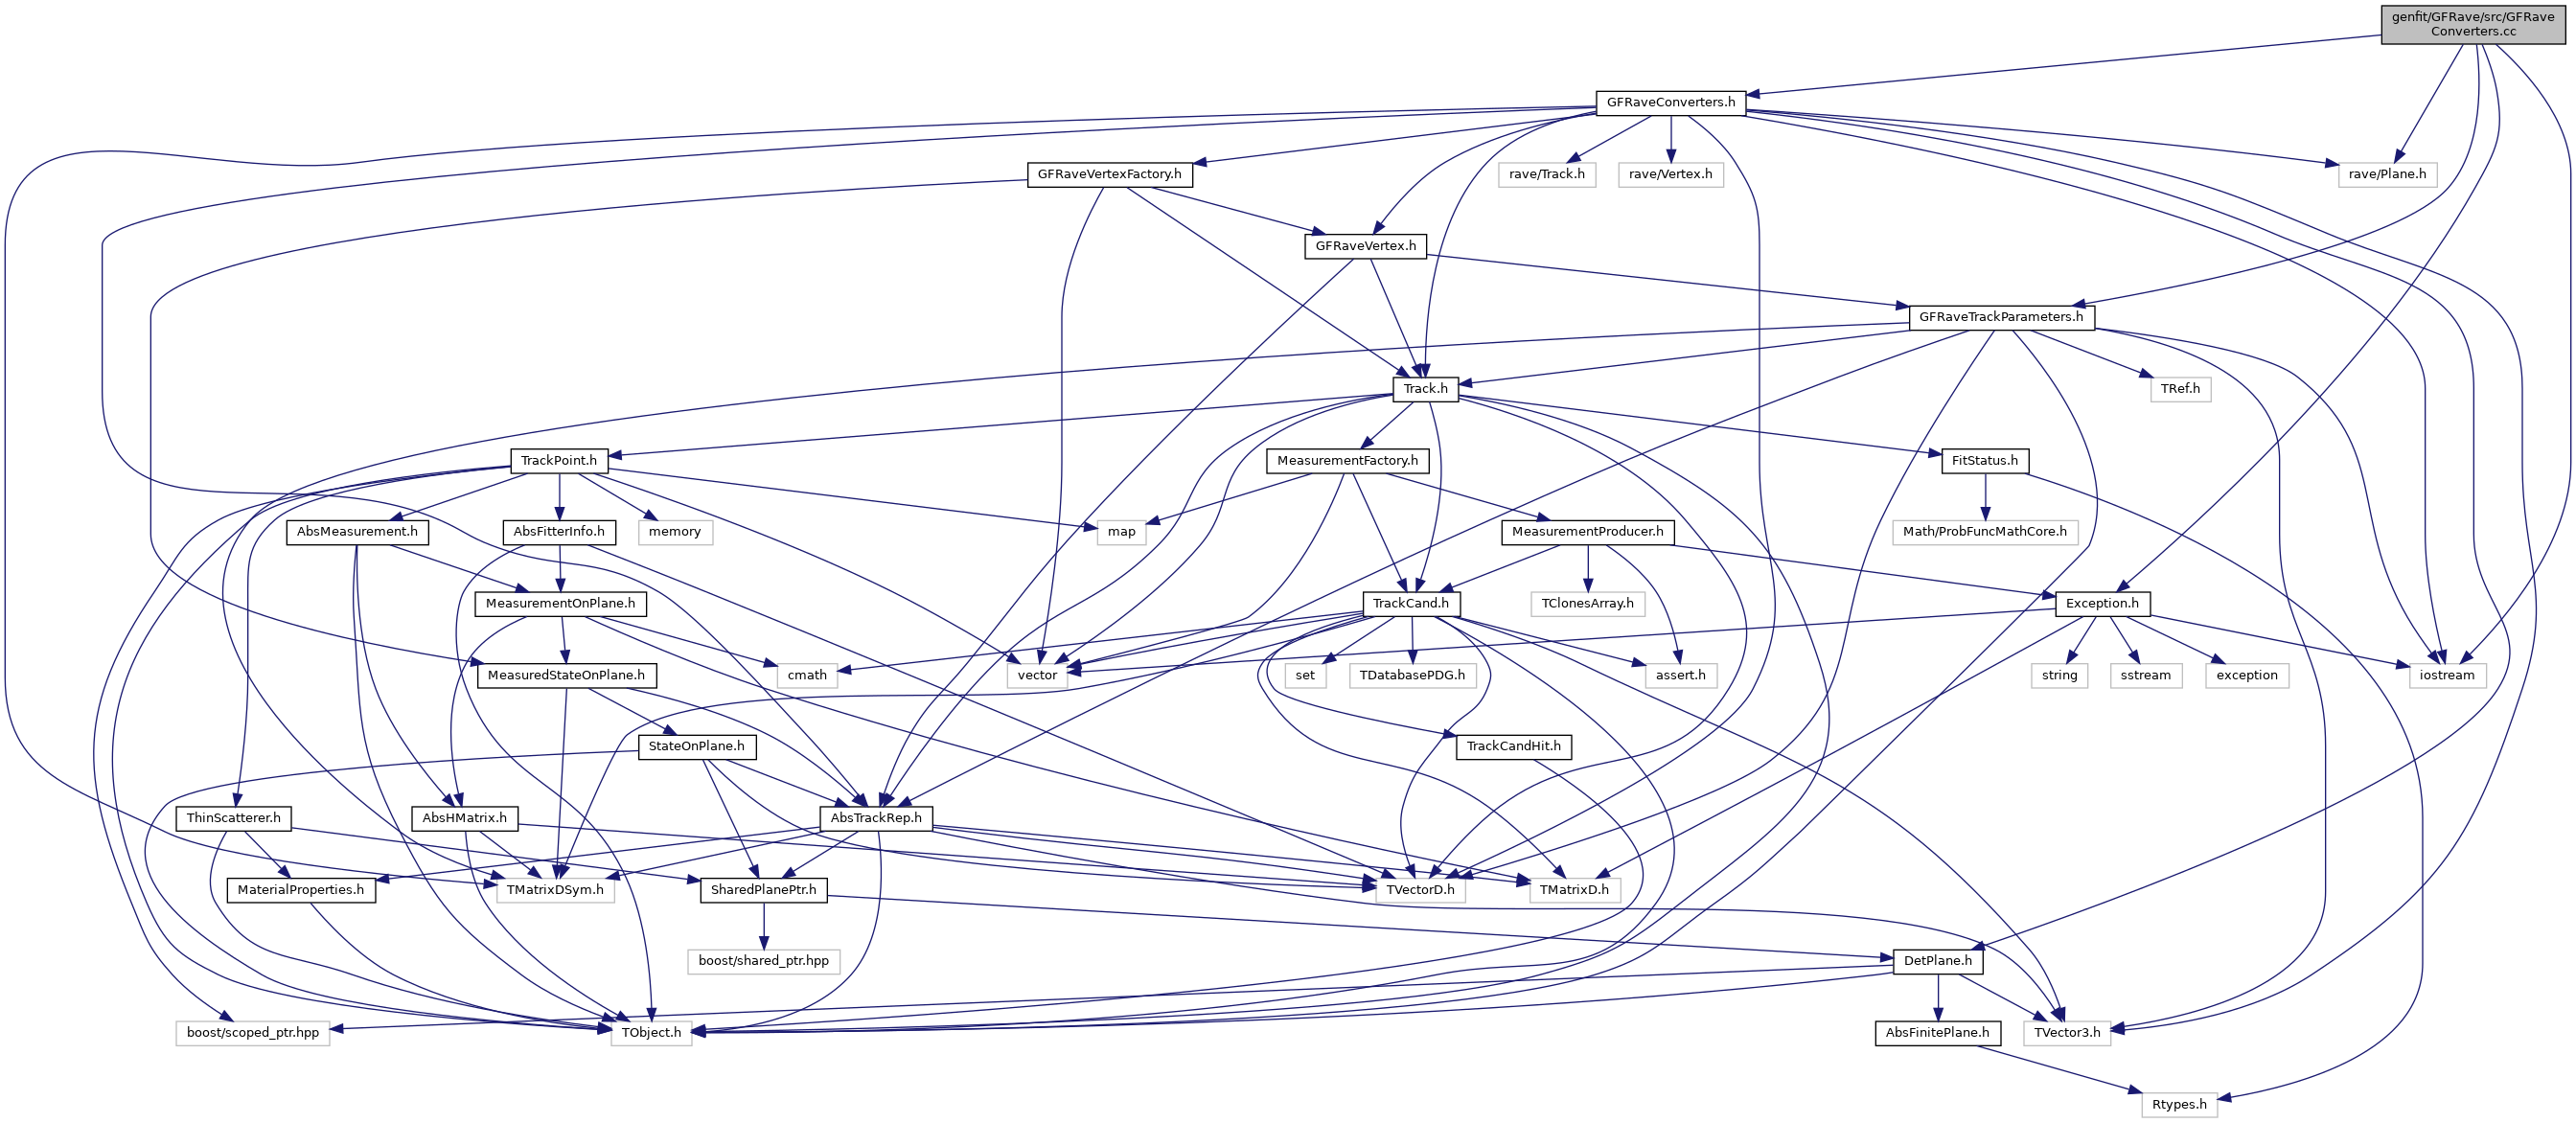 genfit/GFRave/src/GFRave
Converters.cc
GFRaveConverters.h
GFRaveVertexFactory.h
rave/Track.h
rave/Vertex.h
rave/Plane.h
GFRaveVertex.h
GFRaveTrackParameters.h
Track.h
TRef.h
TrackPoint.h
MeasurementFactory.h
FitStatus.h
AbsMeasurement.h
AbsFitterInfo.h
memory
map
MeasurementProducer.h
Math/ProbFuncMathCore.h
MeasurementOnPlane.h
TrackCand.h
TClonesArray.h
Exception.h
MeasuredStateOnPlane.h
cmath
vector
set
TDatabasePDG.h
assert.h
string
sstream
exception
iostream
StateOnPlane.h
TrackCandHit.h
ThinScatterer.h
AbsHMatrix.h
AbsTrackRep.h
MaterialProperties.h
TMatrixDSym.h
SharedPlanePtr.h
TVectorD.h
TMatrixD.h
boost/shared_ptr.hpp
DetPlane.h
boost/scoped_ptr.hpp
TObject.h
AbsFinitePlane.h
TVector3.h
Rtypes.h